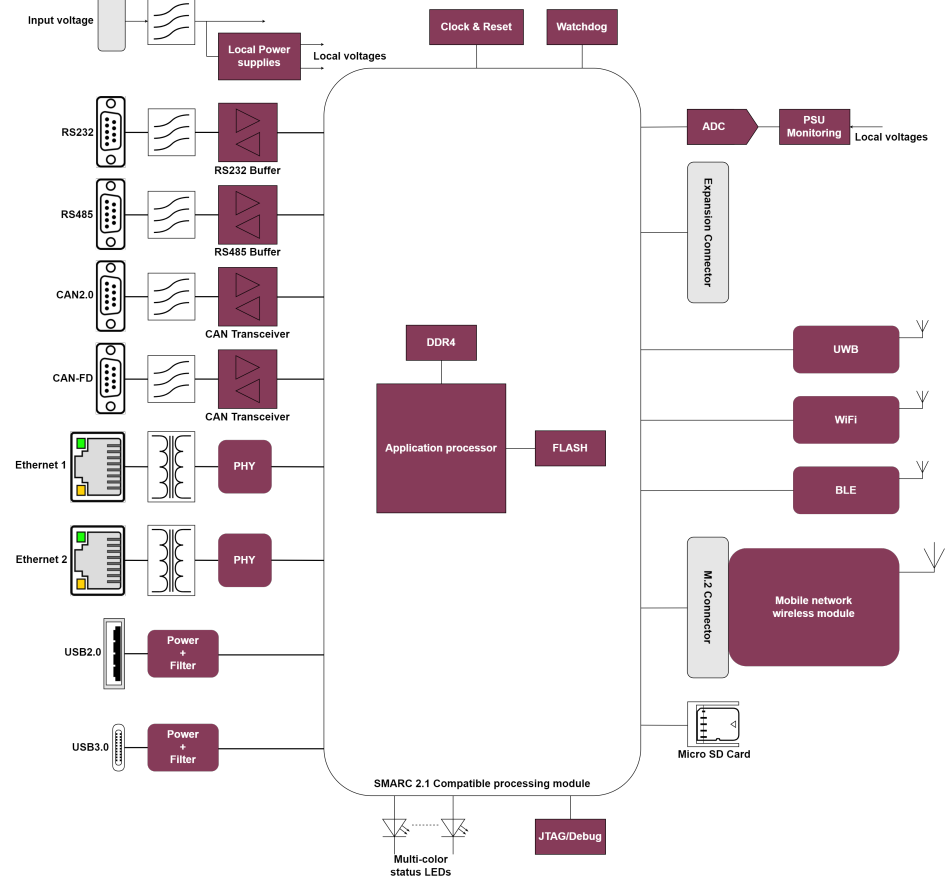 Input voltage
Local Power
supplies
Local voltages
Clock & Reset
Watchdog
RS232
RS232 Buffer
ADC
PSU
Monitoring
Local voltages
RS485
RS485 Buffer
Expansion Connector
CAN2.0
CAN Transceiver
CAN-FD
CAN Transceiver
DDR4
Application processor
FLASH
UWB
WiFi
BLE
Ethernet 1
PHY
Ethernet 2
PHY
M.2 Connector
Mobile network
wireless module
USB2.0
Power
+
Filter
USB3.0
Power
+
Filter
Micro SD Card
SMARC 2.1 Compatible processing module
Multi-color
status LEDs
JTAG/Debug